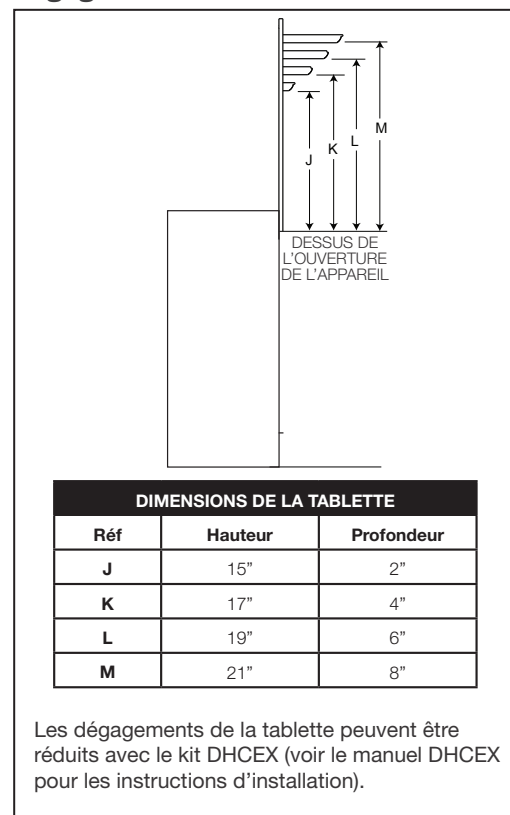 M
L
K
J
DESSUS DE
L'OUVERTURE
DE L'APPAREIL
DIMENSIONS DE LA TABLETTE
Réf Hauteur Profondeur
J 15” 2”
K 17” 4”
L 19” 6”
M 21” 8”
Les dégagements de la tablette peuvent être
réduits avec le kit DHCEX (voir le manuel DHCEX
pour les instructions d’installation).